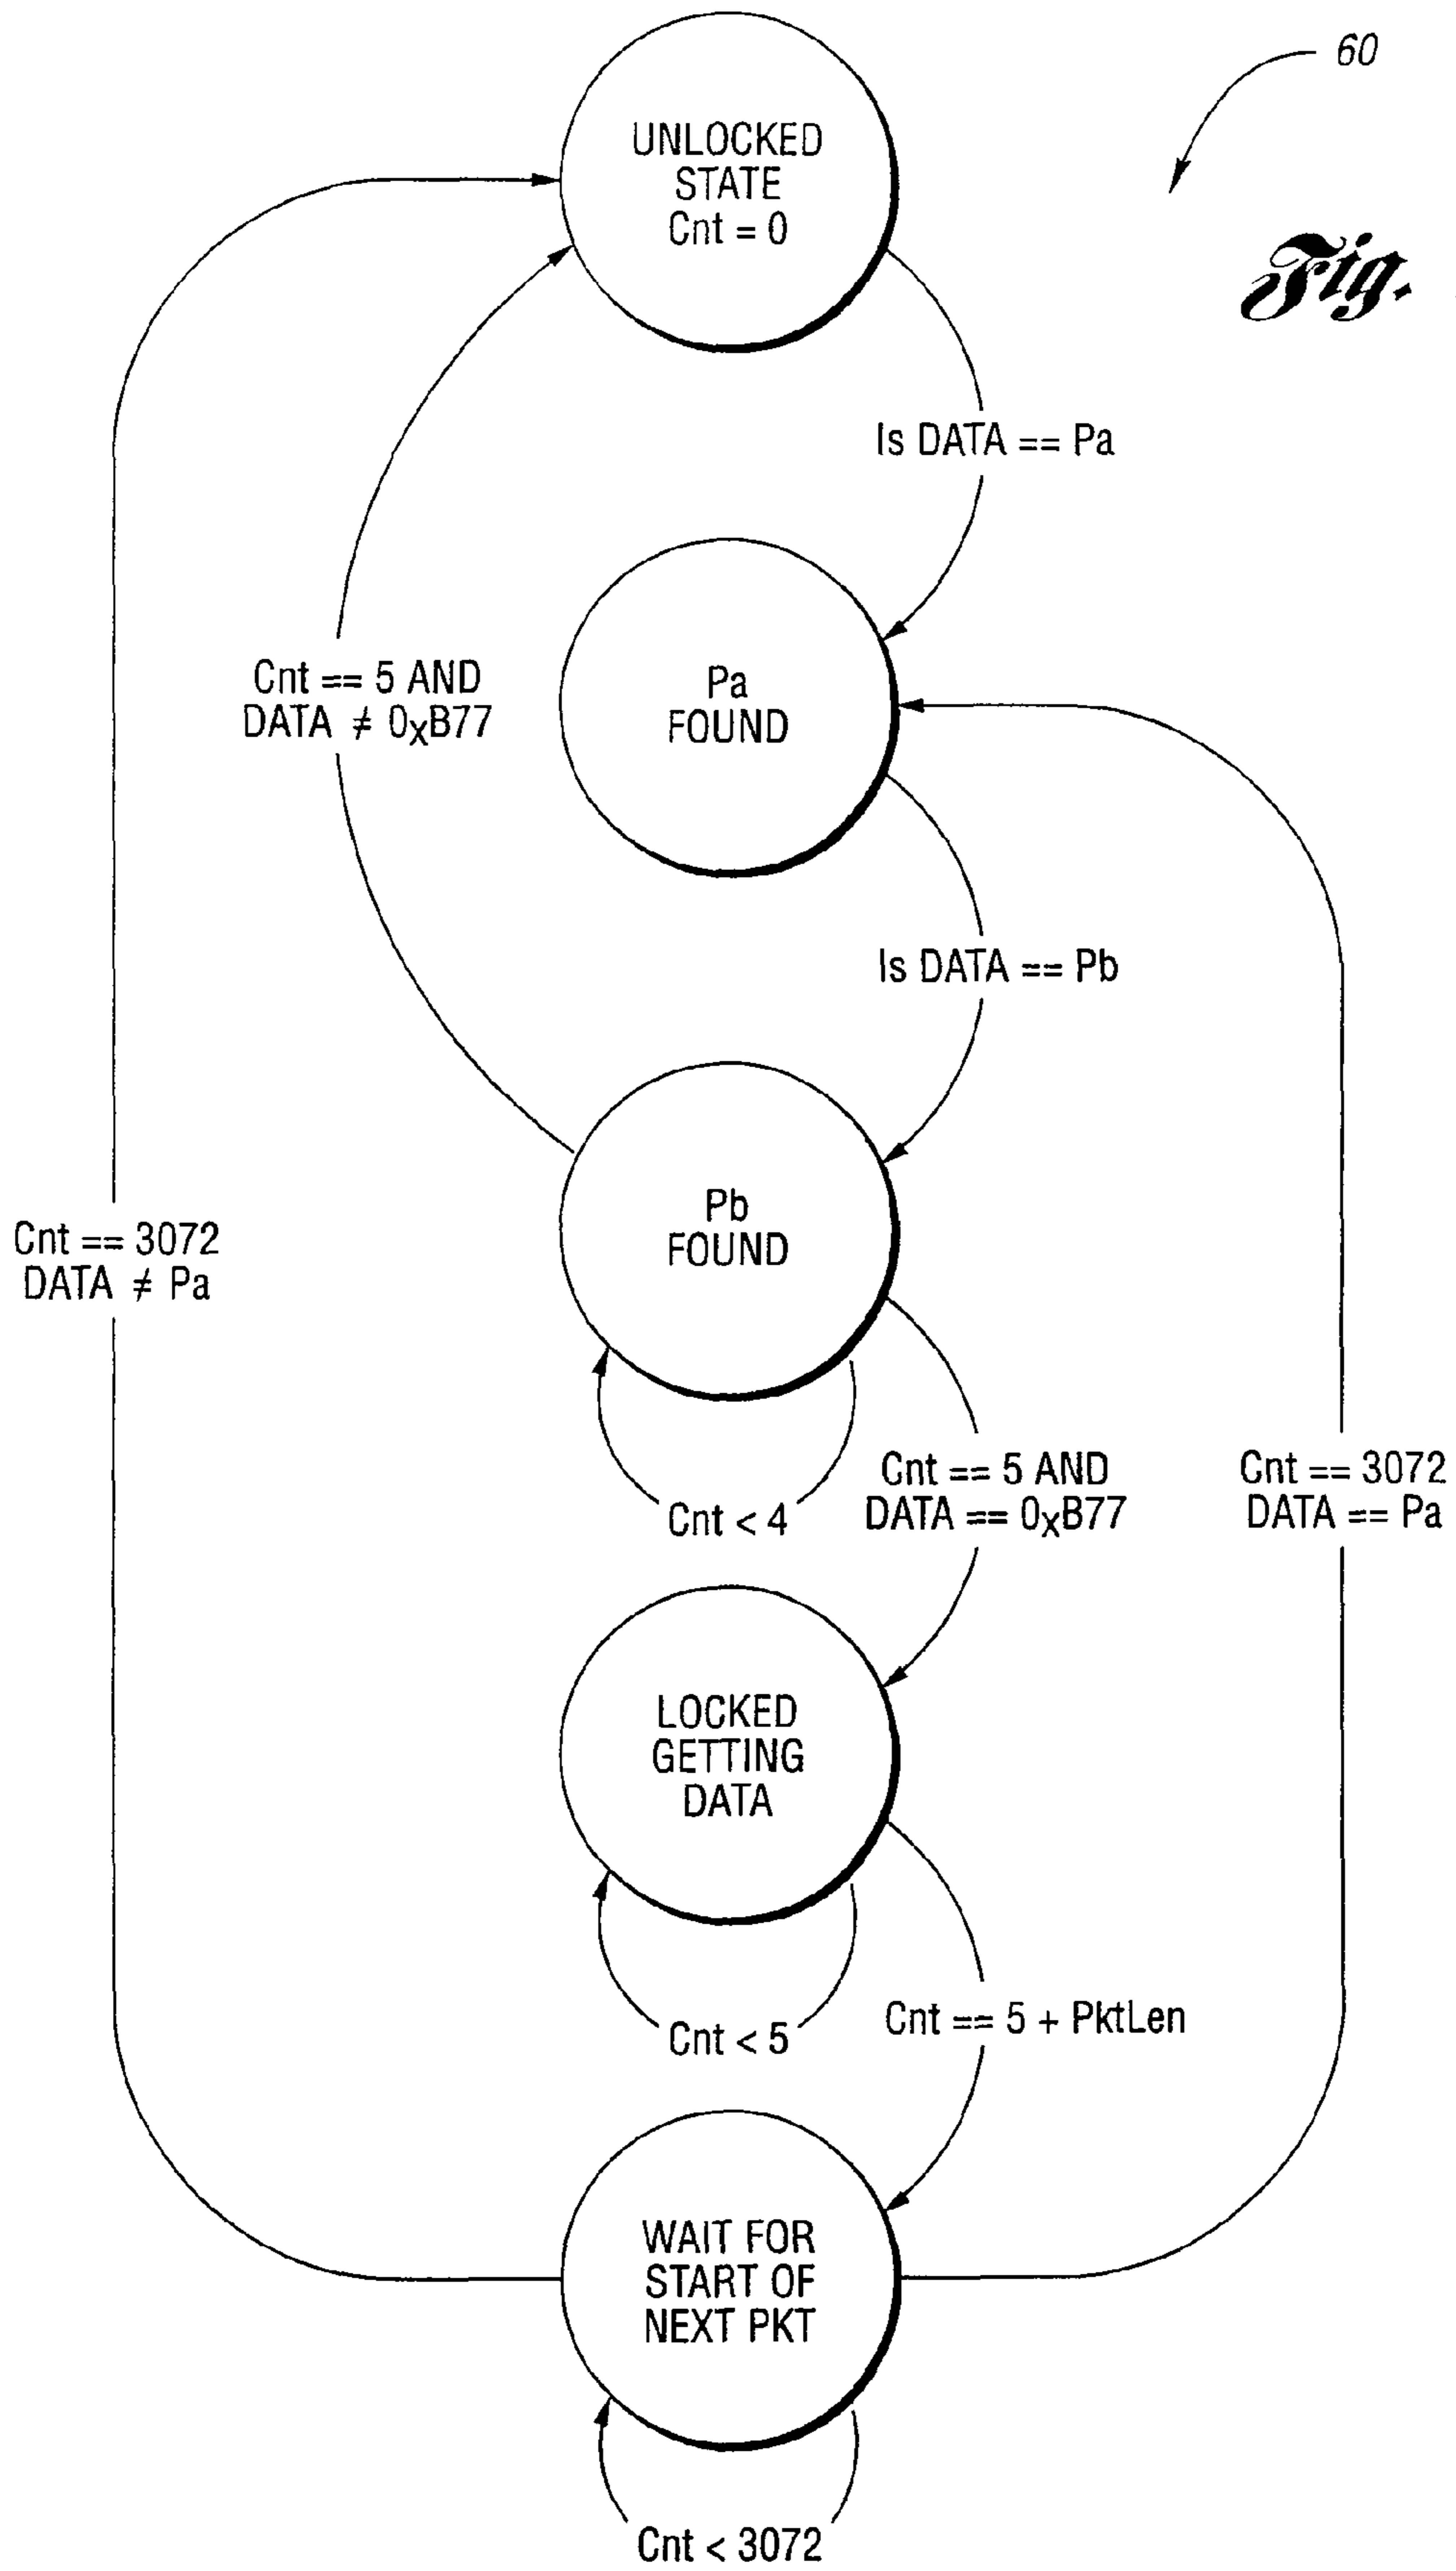 60
Fig.
UNLOCKED
STATE
Cnt = 0
Is DATA == Pa
Pa
FOUND
Cnt == 5 AND
DATA ≠ 0xB77
Is DATA == Pb
Pb
FOUND
Cnt == 3072
DATA ≠ Pa
Cnt < 4
Cnt == 5 AND
DATA == 0xB77
Cnt == 3072
DATA == Pa
LOCKED
GETTING
DATA
Cnt < 5
Cnt == 5 + PktLen
WAIT FOR
START OF
NEXT PKT
Cnt < 3072